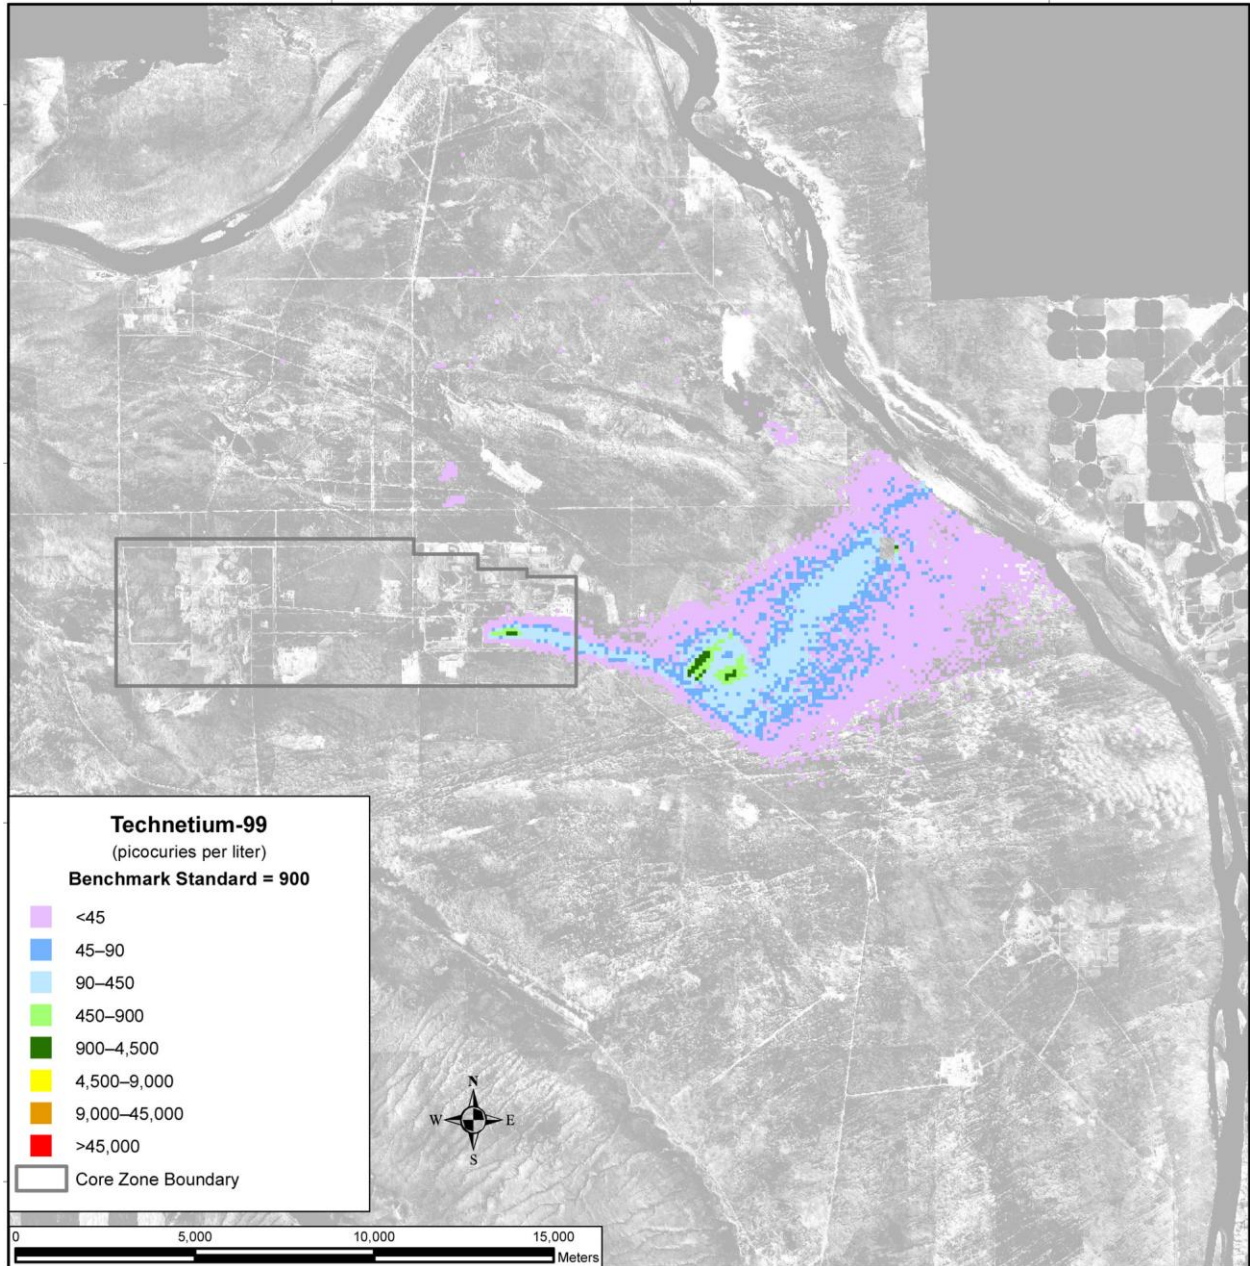 Technetium-99
(picocuries per liter)
Benchmark Standard = 900
<45
45–90
90–450
450–900
900–4,500
4,500–9,000
9,000–45,000
>45,000
Core Zone Boundary
N
W E
S
0 5,000 10,000 15,000
Meters